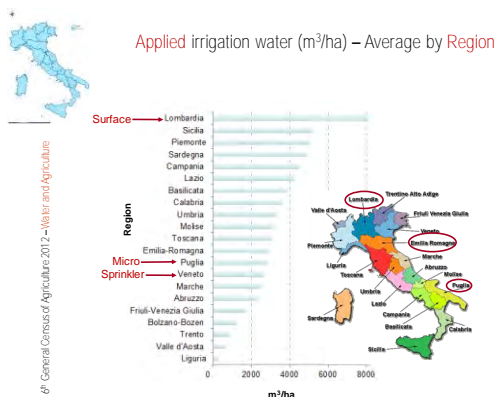 Applied irrigation water (m³/ha) – Average by Region
6th General Census of Agriculture 2012 – Water and Agriculture
Surface
Micro
Sprinkler
Region
Lombardia
Sicilia
Piemonte
Sardegna
Campania
Lazio
Basilicata
Calabria
Umbria
Molise
Toscana
Emilia-Romagna
Puglia
Veneto
Marche
Abruzzo
Friuli-Venezia Giulia
Bolzano-Bozen
Trento
Valle d'Aosta
Liguria
0 2000 4000 6000 8000
m³/ha
Trentino Alto Adige
Lombardia
Valle d'Aosta
Friuli Venezia Giulia
Veneto
Piemonte
Emilia Romagna
Marche
Liguria
Abruzzo
Toscana
Molise
Umbria
Puglia
Lazio
Campania
Sardegna
Basilicata
Calabria
Sicilia